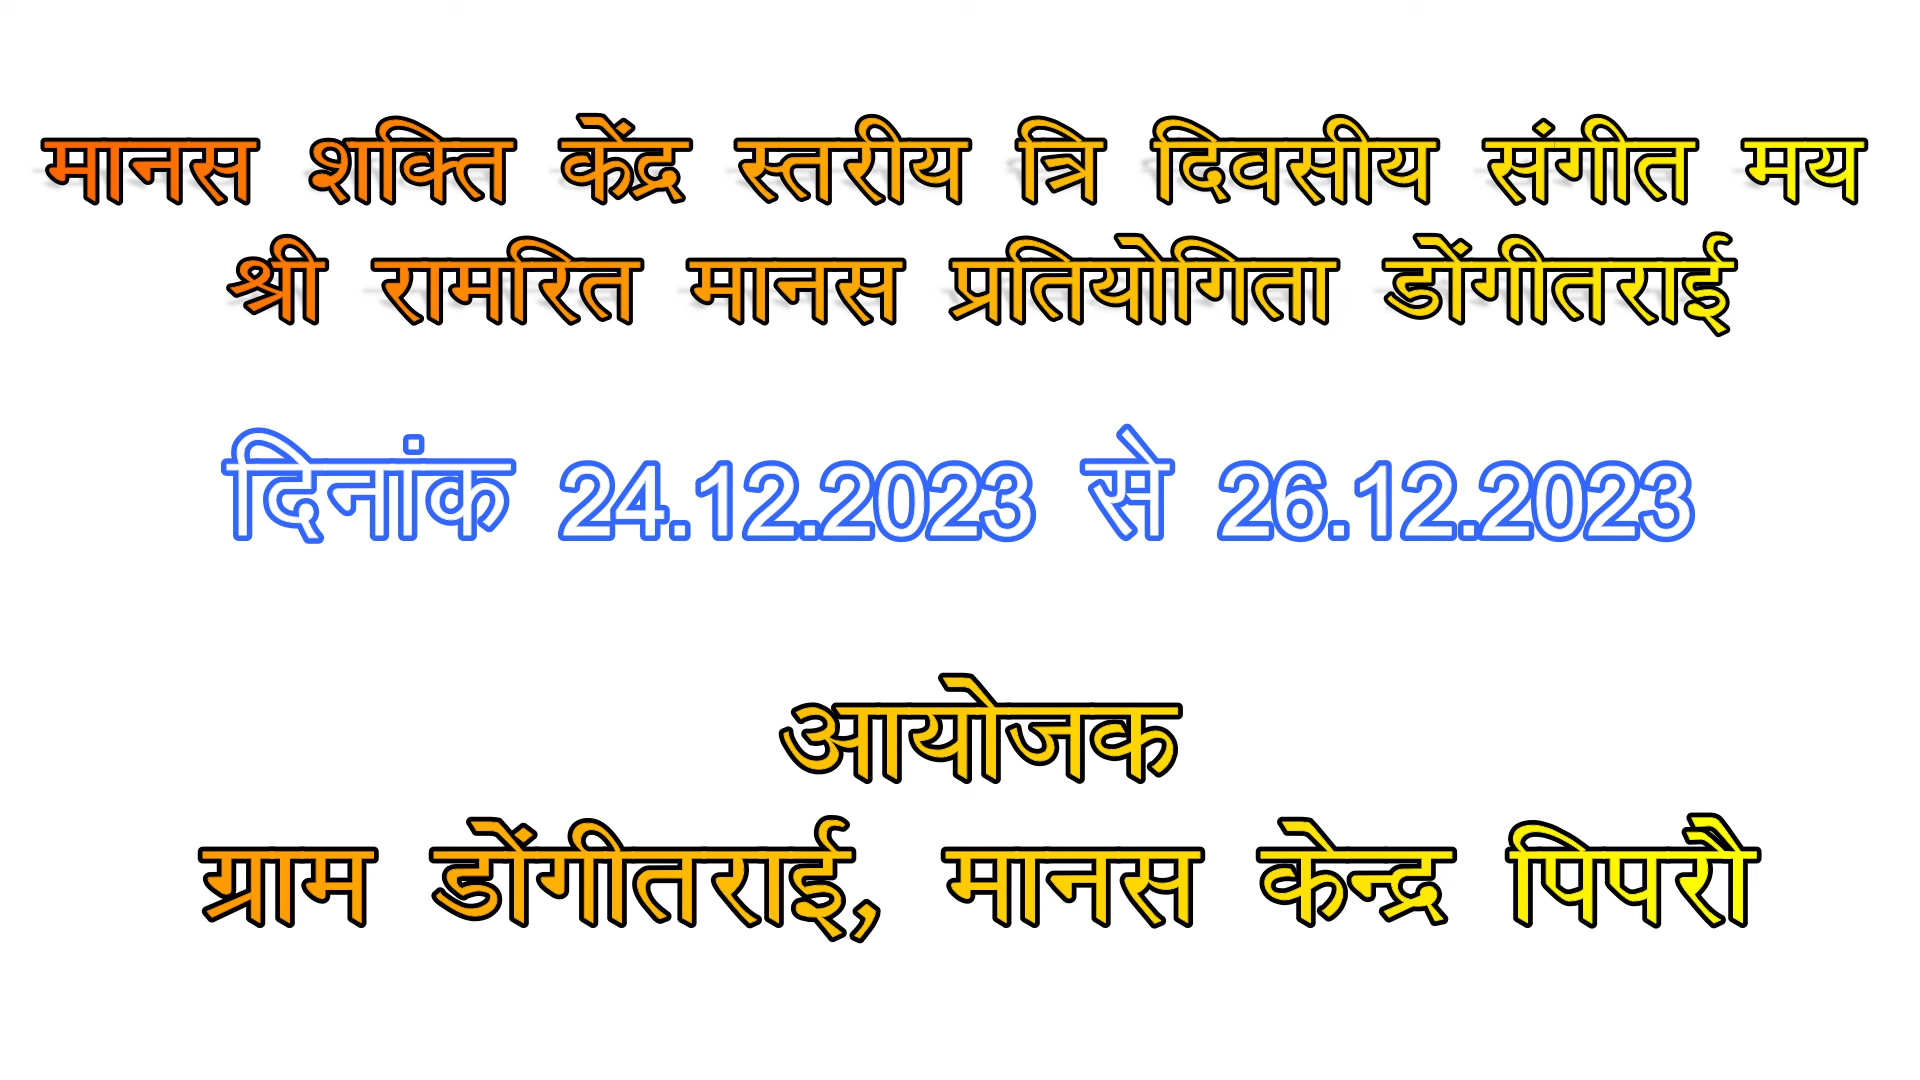 मानस शक्ति केंद्र स्तरीय त्रि दिवसीय संगीत मय
श्री रामरित मानस प्रतियोगिता डोंगीतराई
दिनांक 24.12.2023 से 26.12.2023
आयोजक
ग्राम डोंगीतराई, मानस केन्द्र पिपरौ